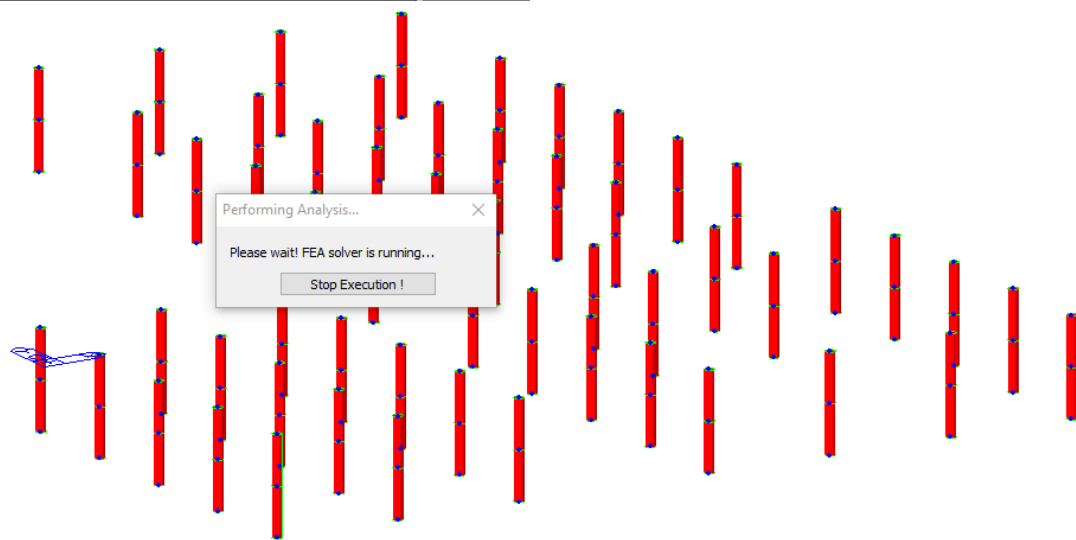 Performing Analysis...
Please wait! FEA solver is running...
Stop Execution !